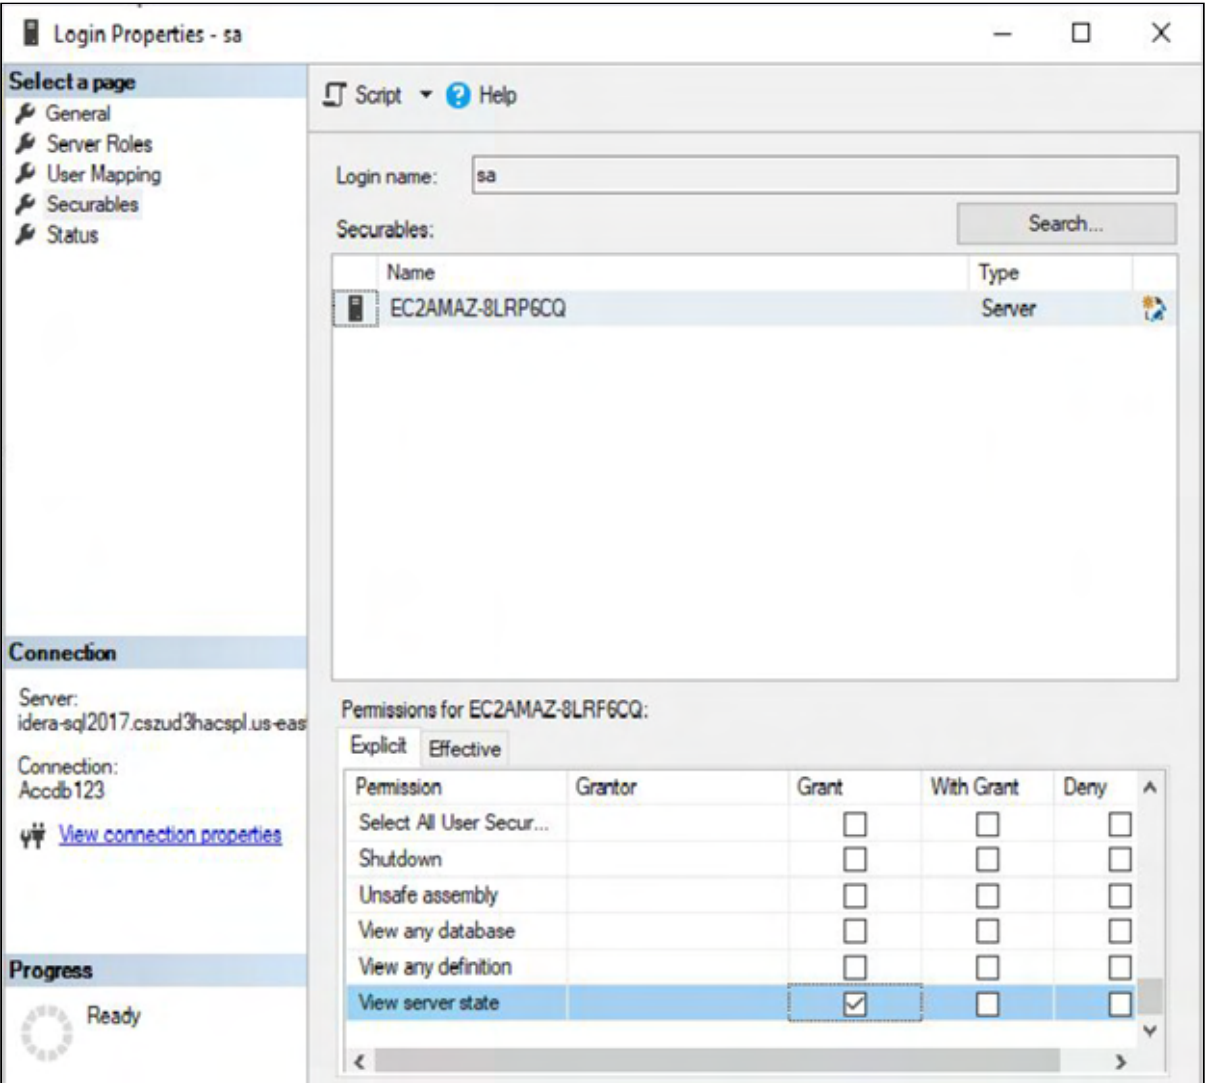 Login Properties - sa
Select a page
General
Server Roles
User Mapping
Securables
Status
Script
Help
Login name:
sa
Securables:
Search...
Name
Type
EC2AMAZ-8LRP6CQ
Server
Connection
Server:
idera-sql2017.cszud3hacspl.us-eas
Connection:
Accdb123
View connection properties
Progress
Ready
Permissions for EC2AMAZ-8LRF6CQ:
Explicit
Effective
Permission Grantor Grant With Grant Deny
Select All User Secur...
Shutdown
Unsafe assembly
View any database
View any definition
View server state